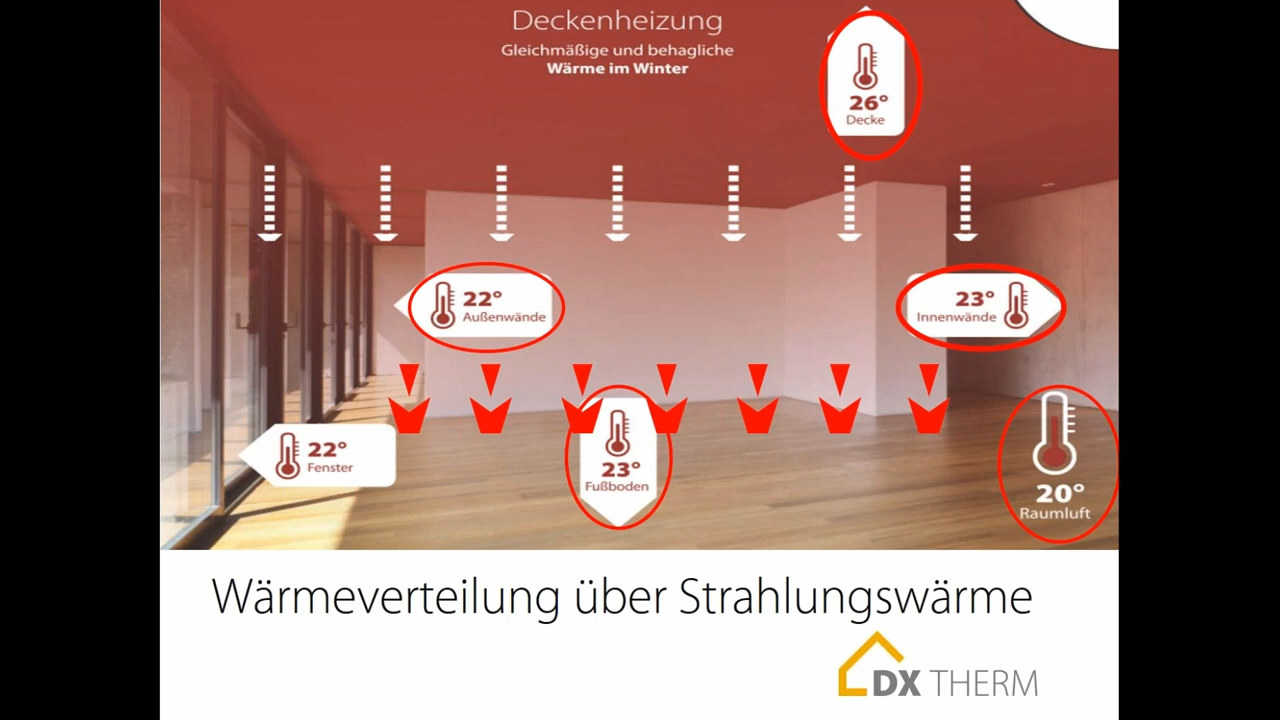 Deckenheizung
Gleichmäßige und behagliche
Wärme im Winter
26°
Decke
22°
Außenwände
23°
Innenwände
22°
Fenster
23°
Fußboden
20°
Raumluft
Wärmeverteilung über Strahlungswärme
DX THERM